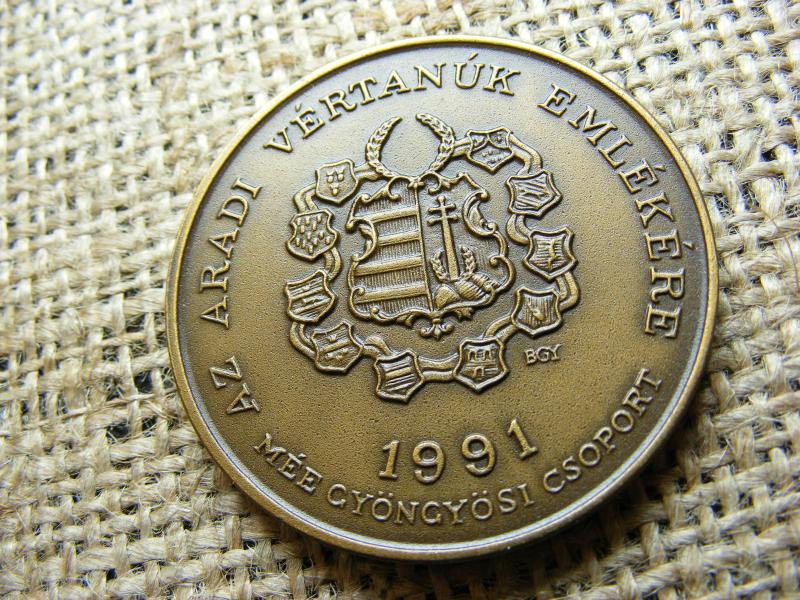 AZ ARADI VÉRTANÚK EMLÉKÉRE
BGY
1991
MÉE GYÖNGYÖSI CSOPORT